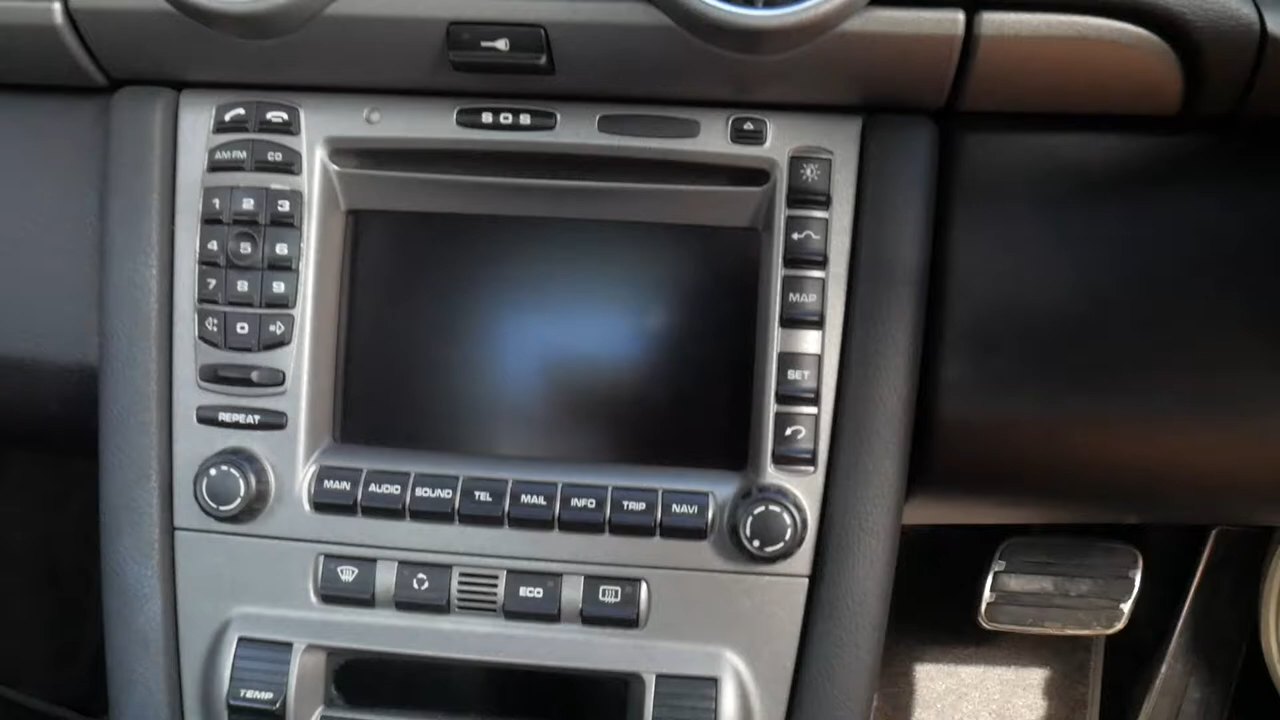 SOS
AM·FM CD
1 2 3
4 5 6
7 8 9
0
REPEAT
MAP
SET
MAIN AUDIO SOUND TEL MAIL INFO TRIP NAVI
ECO
TEMP